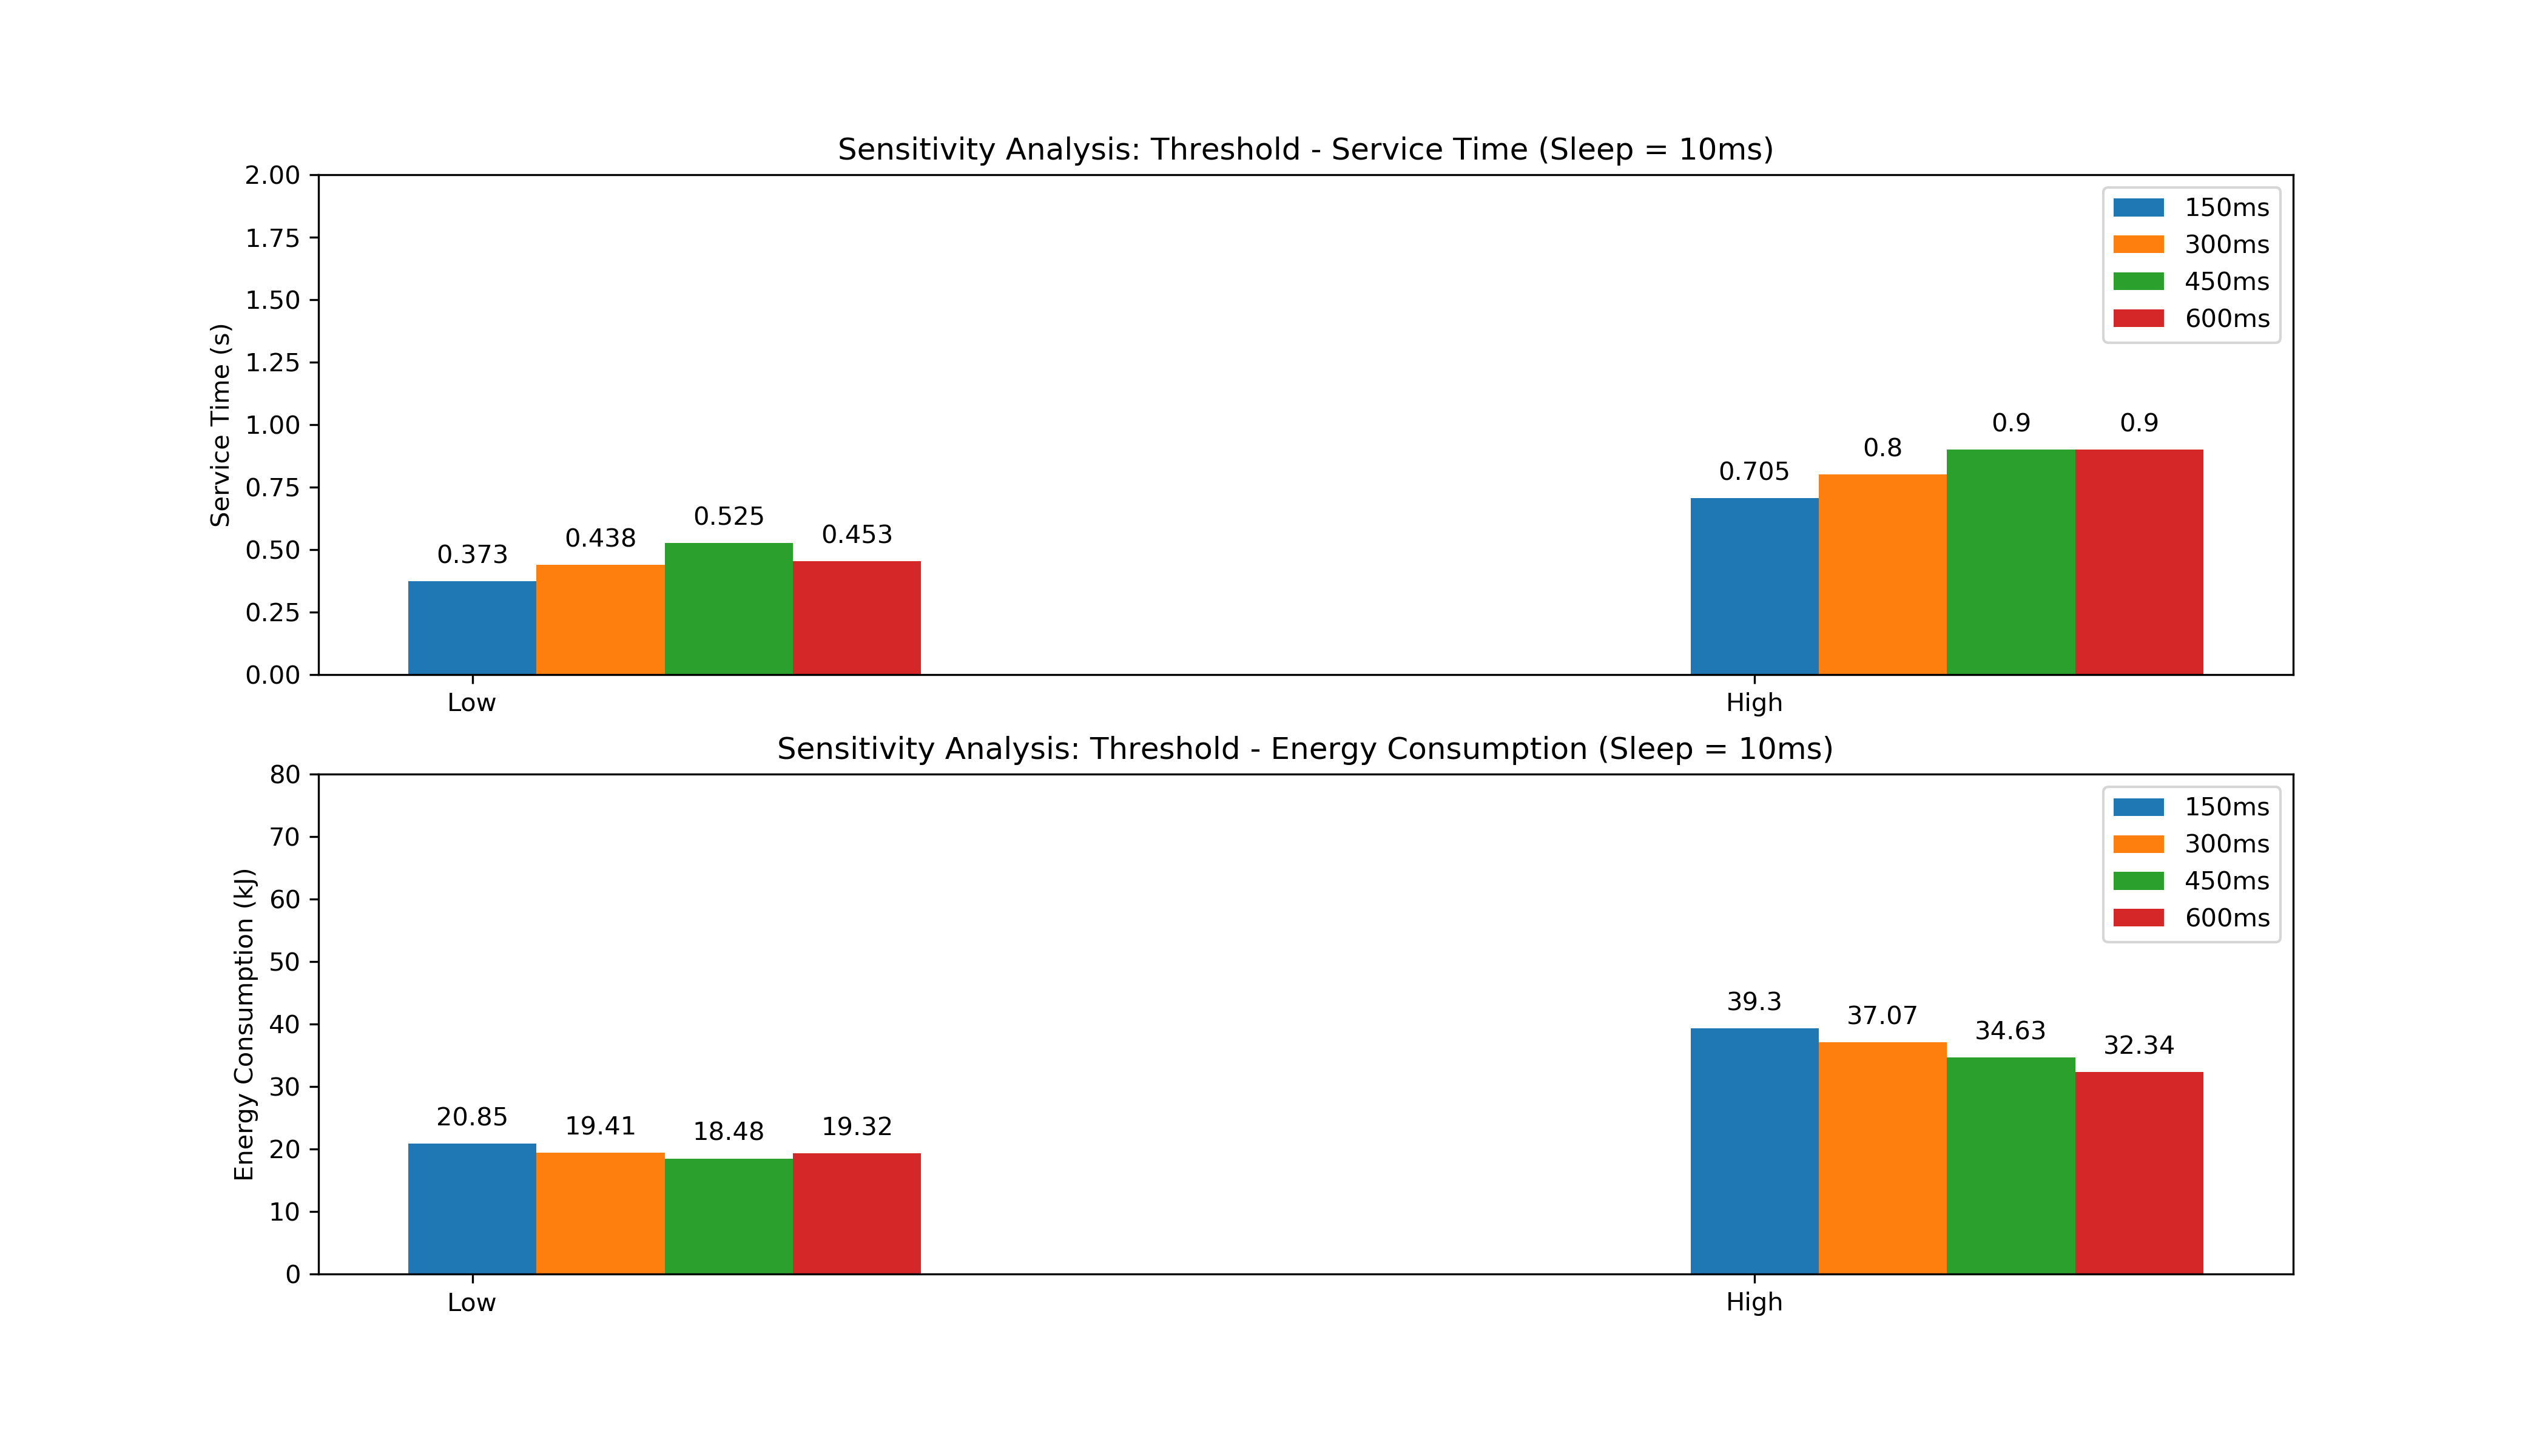 Sensitivity Analysis: Threshold - Service Time (Sleep = 10ms)
Service Time (s)
2.00
1.75
1.50
1.25
1.00
0.75
0.50
0.25
0.00
150ms
300ms
450ms
600ms
0.373
0.438
0.525
0.453
0.705
0.8
0.9
0.9
Low
High
Sensitivity Analysis: Threshold - Energy Consumption (Sleep = 10ms)
Energy Consumption (kJ)
80
70
60
50
40
30
20
10
0
150ms
300ms
450ms
600ms
20.85
19.41
18.48
19.32
39.3
37.07
34.63
32.34
Low
High